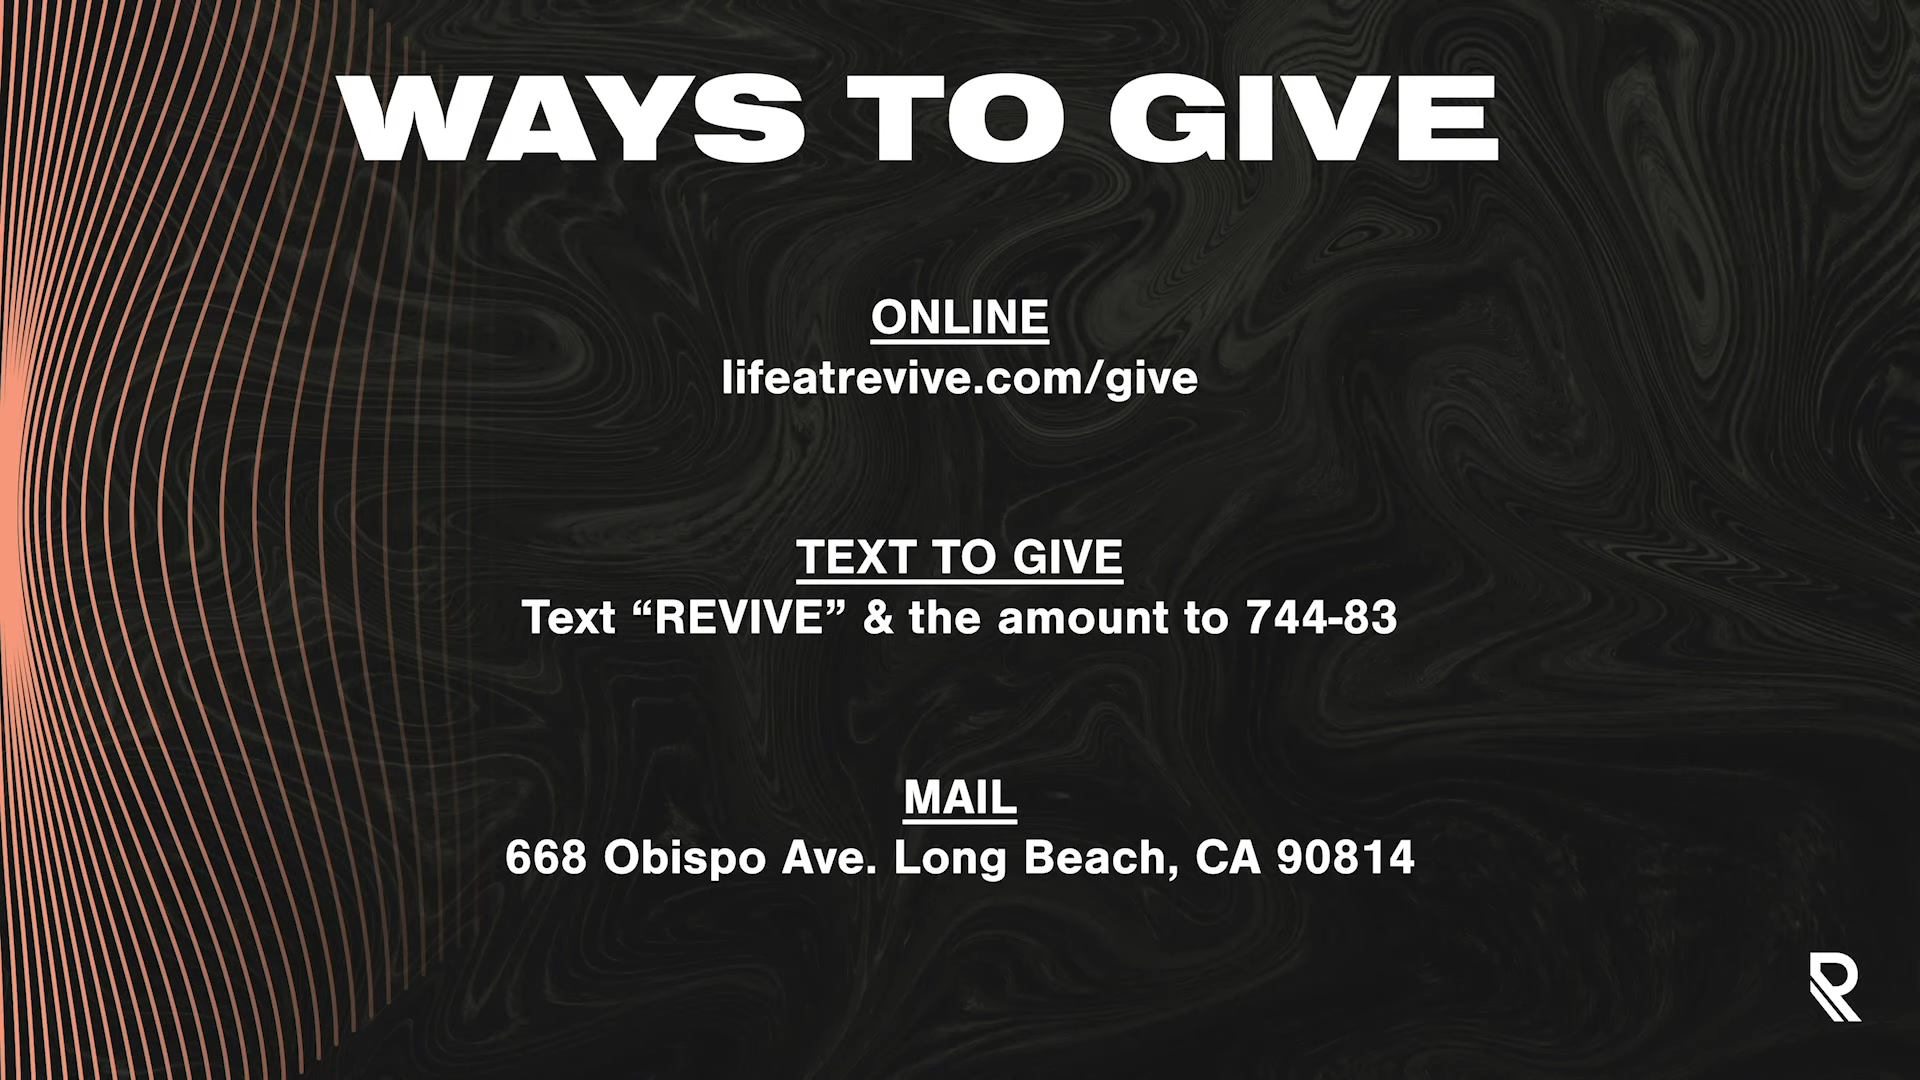 WAYS TO GIVE
ONLINE
lifeatrevive.com/give
TEXT TO GIVE
Text “REVIVE” & the amount to 744-83
MAIL
668 Obispo Ave. Long Beach, CA 90814
R